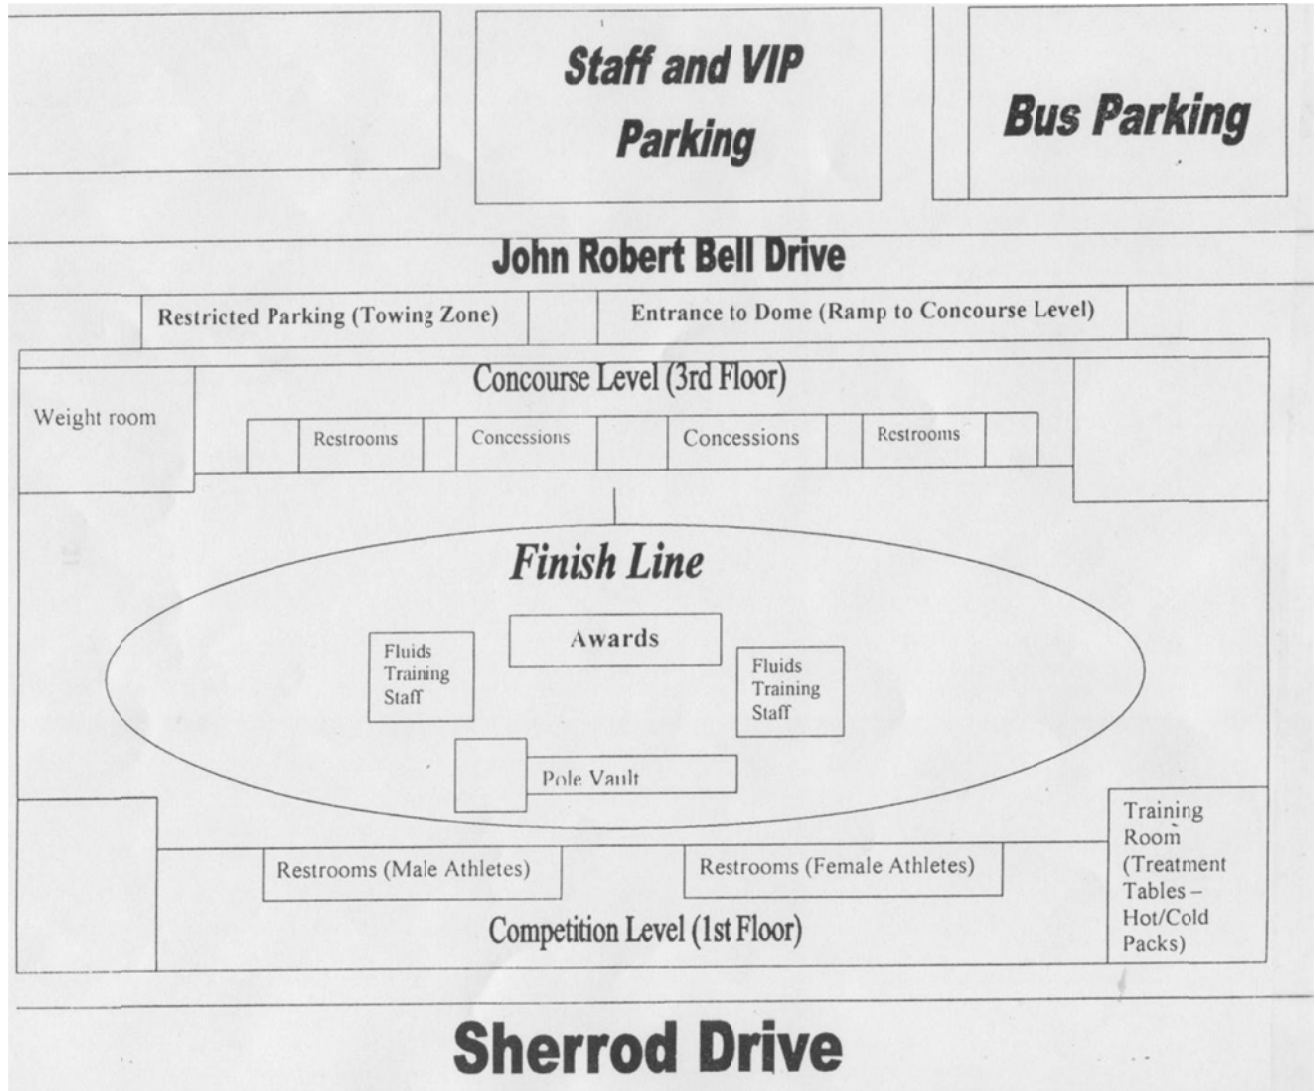 Staff and VIP
Parking
Bus Parking
John Robert Bell Drive
Restricted Parking (Towing Zone)
Entrance to Dome (Ramp to Concourse Level)
Concourse Level (3rd Floor)
Weight room
Restrooms
Concessions
Concessions
Restrooms
Finish Line
Awards
Fluids
Training
Staff
Fluids
Training
Staff
Pole Vault
Training
Room
(Treatment
Tables –
Hot/Cold
Packs)
Restrooms (Male Athletes)
Restrooms (Female Athletes)
Competition Level (1st Floor)
Sherrod Drive